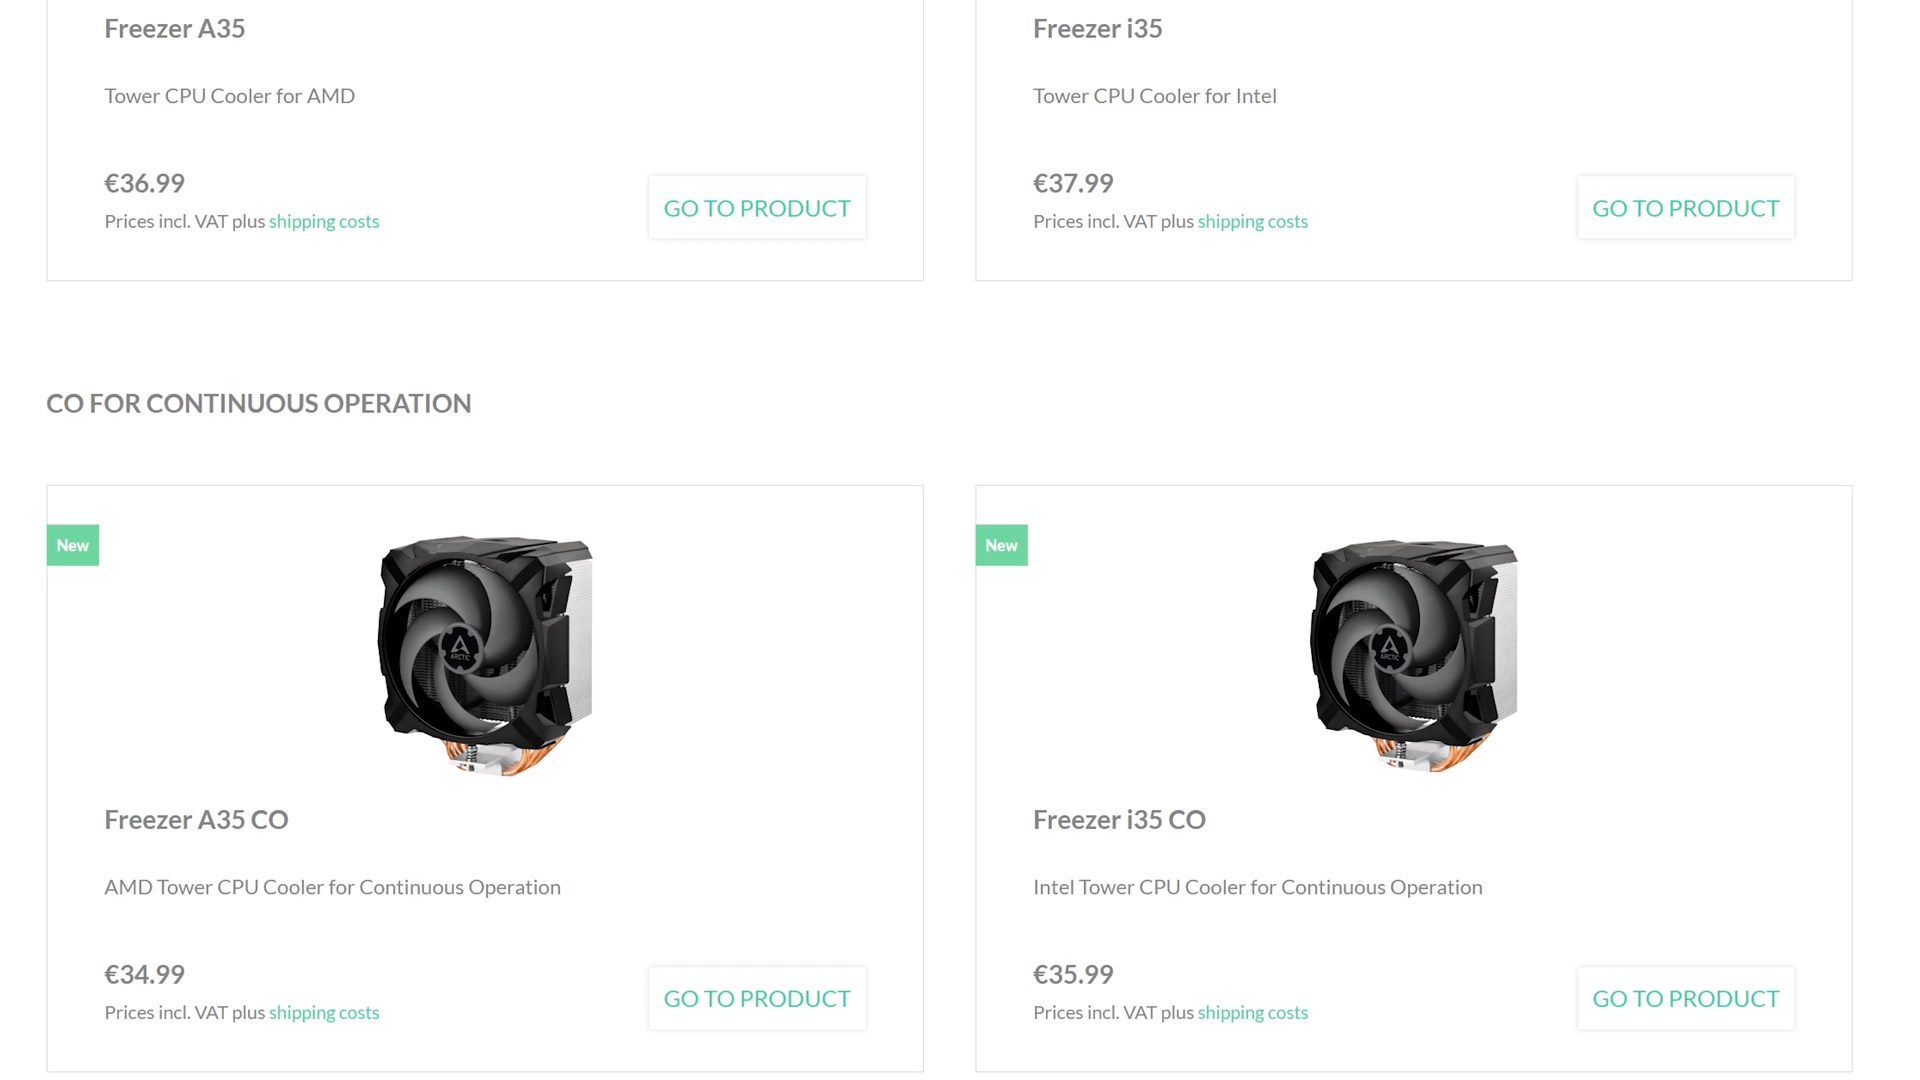 Freezer A35
Tower CPU Cooler for AMD
€36.99
Prices incl. VAT plus shipping costs
GO TO PRODUCT
Freezer i35
Tower CPU Cooler for Intel
€37.99
Prices incl. VAT plus shipping costs
GO TO PRODUCT
CO FOR CONTINUOUS OPERATION
New
ARCTIC
Freezer A35 CO
AMD Tower CPU Cooler for Continuous Operation
€34.99
Prices incl. VAT plus shipping costs
GO TO PRODUCT
New
ARCTIC
Freezer i35 CO
Intel Tower CPU Cooler for Continuous Operation
€35.99
Prices incl. VAT plus shipping costs
GO TO PRODUCT